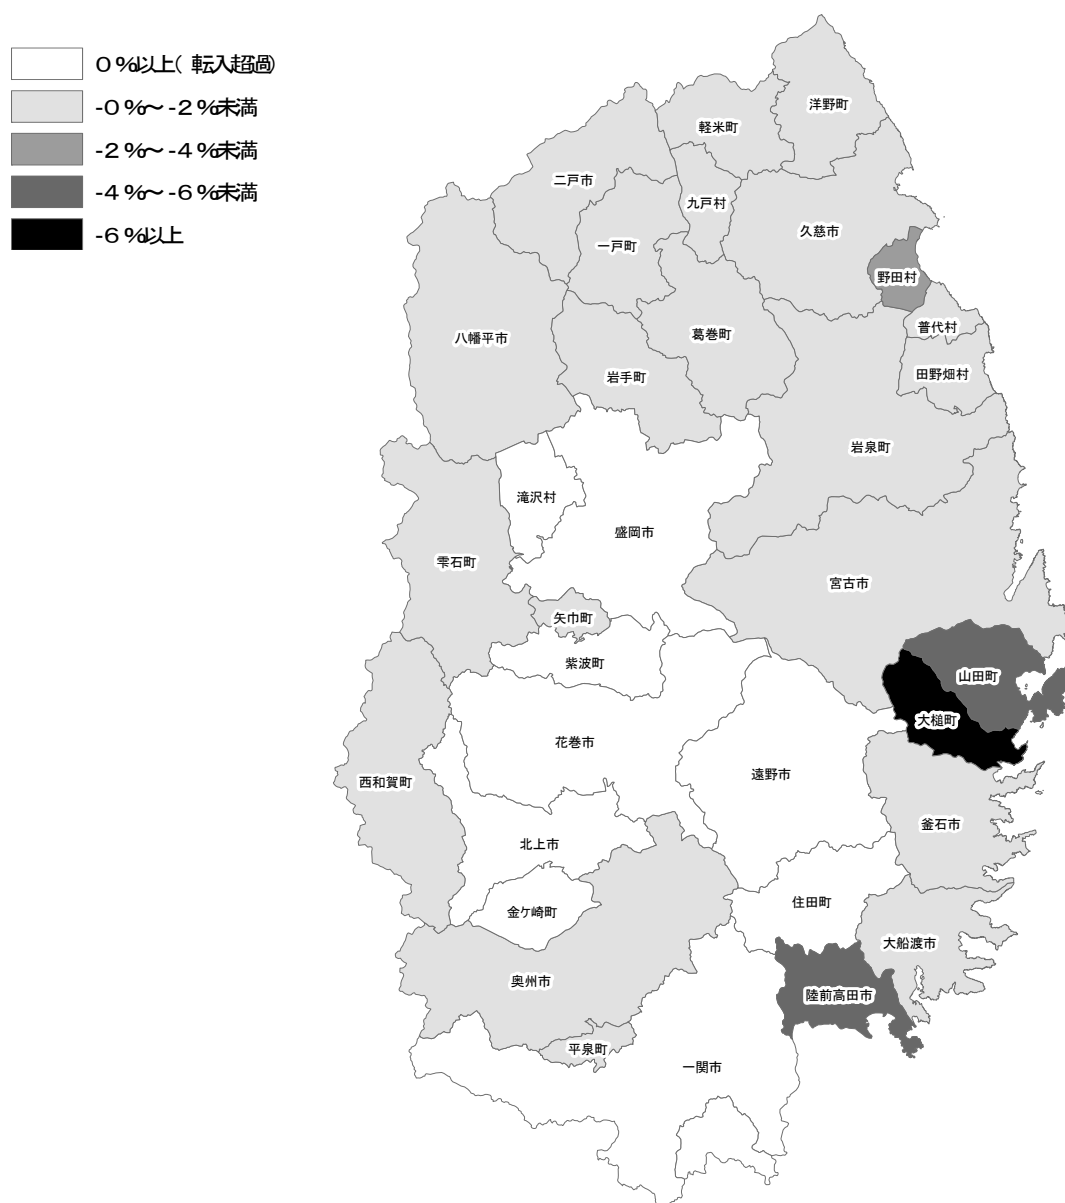 0%以上(転入超過)
-0%～-2%未満
-2%～-4%未満
-4%～-6%未満
-6%以上
洋野町
軽米町
二戸市
九戸村
久慈市
一戸町
野田村
普代村
葛巻町
八幡平市
田野畑村
岩手町
岩泉町
滝沢村
盛岡市
雫石町
宮古市
矢巾町
紫波町
山田町
大槌町
花巻市
遠野市
西和賀町
釜石市
北上市
住田町
金ケ崎町
大船渡市
奥州市
陸前高田市
平泉町
一関市